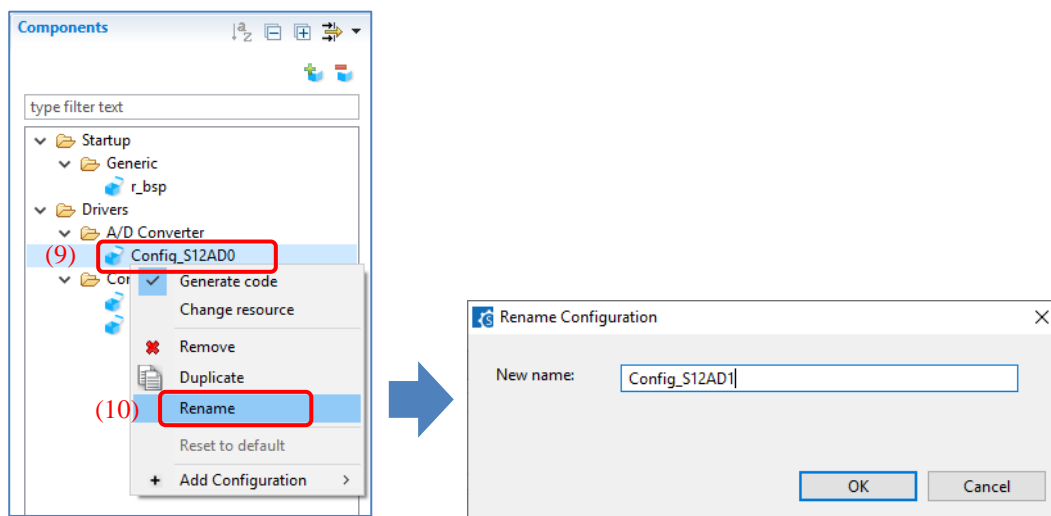 Components
type filter text
Startup
Generic
r_bsp
Drivers
A/D Converter
(9)
Config_S12AD0
Generate code
Change resource
Remove
Duplicate
(10)
Rename
Reset to default
Add Configuration
Rename Configuration
New name:
Config_S12AD1
OK
Cancel